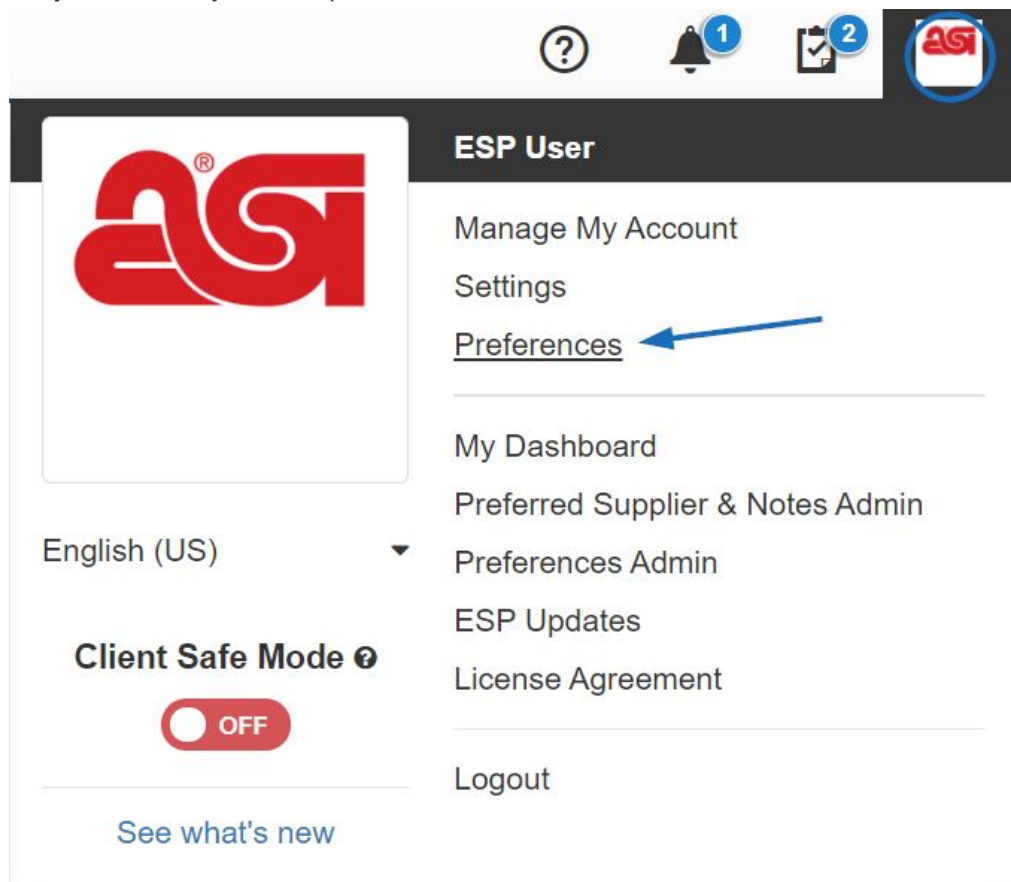 1
2
asi
ESP User
asi®
Manage My Account
Settings
Preferences
My Dashboard
Preferred Supplier & Notes Admin
English (US)
Preferences Admin
ESP Updates
Client Safe Mode
License Agreement
OFF
Logout
See what's new